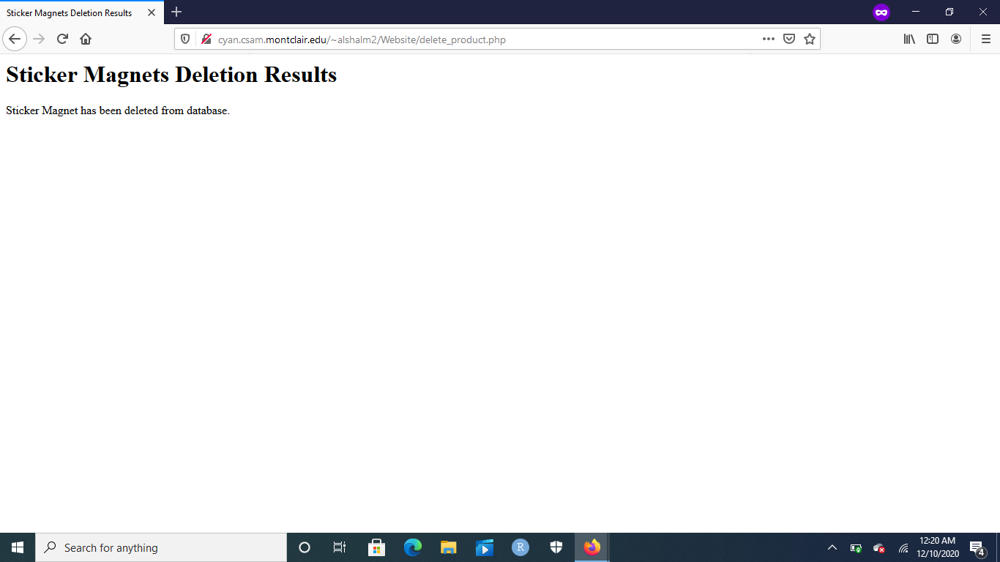 Sticker Magnets Deletion Results
cyan.csam.montclair.edu/~alshalm2/Website/delete_product.php
Sticker Magnets Deletion Results
Sticker Magnet has been deleted from database.
Search for anything
R
12:20 AM
12/10/2020
4